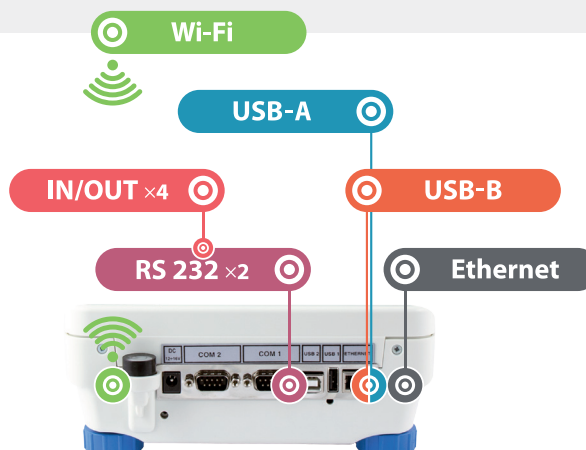 Wi-Fi
USB-A
IN/OUT ×4
USB-B
RS 232 ×2
Ethernet
DC
COM 2
COM 1
USB 2
USB 1
ETHERNET